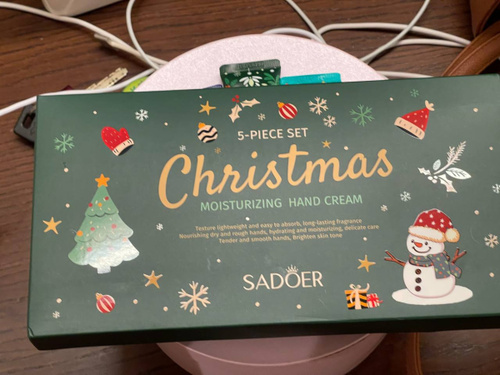 5-PIECE SET
Christmas
MOISTURIZING HAND CREAM
Texture lightweight and easy to absorb, long-lasting fragrance
Nourishing dry and rough hands, hydrating and moisturizing, delicate care
Tender and smooth hands, Brighten skin tone
SADOER